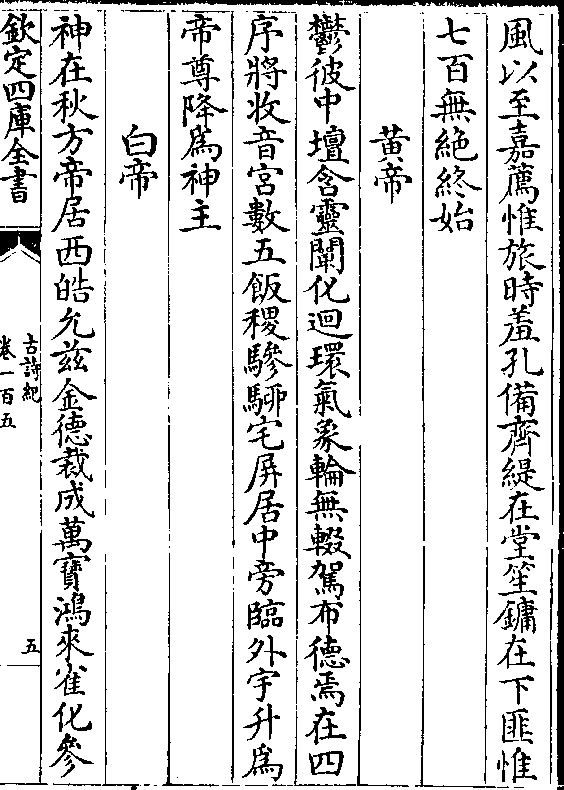 風以至嘉薦惟旅時羞孔備齊緹在堂笙鏞在下匪惟
七百無絶終始
黄帝
鬱彼中壇含靈闡化迴環氣象輪無輟駕布德焉在四
序將收音宮數五飯稷驂駵宅屏居中旁臨外宇升爲
帝尊降爲神主
白帝
神在秋方帝居西皓允兹金德裁成萬寶鴻來雀化參
欽定四庫全書
古詩紀
卷一百五
五